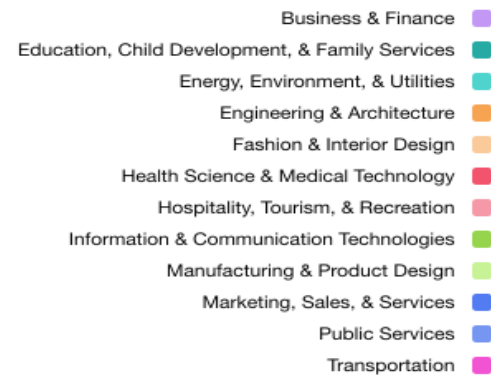 Business & Finance
Education, Child Development, & Family Services
Energy, Environment, & Utilities
Engineering & Architecture
Fashion & Interior Design
Health Science & Medical Technology
Hospitality, Tourism, & Recreation
Information & Communication Technologies
Manufacturing & Product Design
Marketing, Sales, & Services
Public Services
Transportation